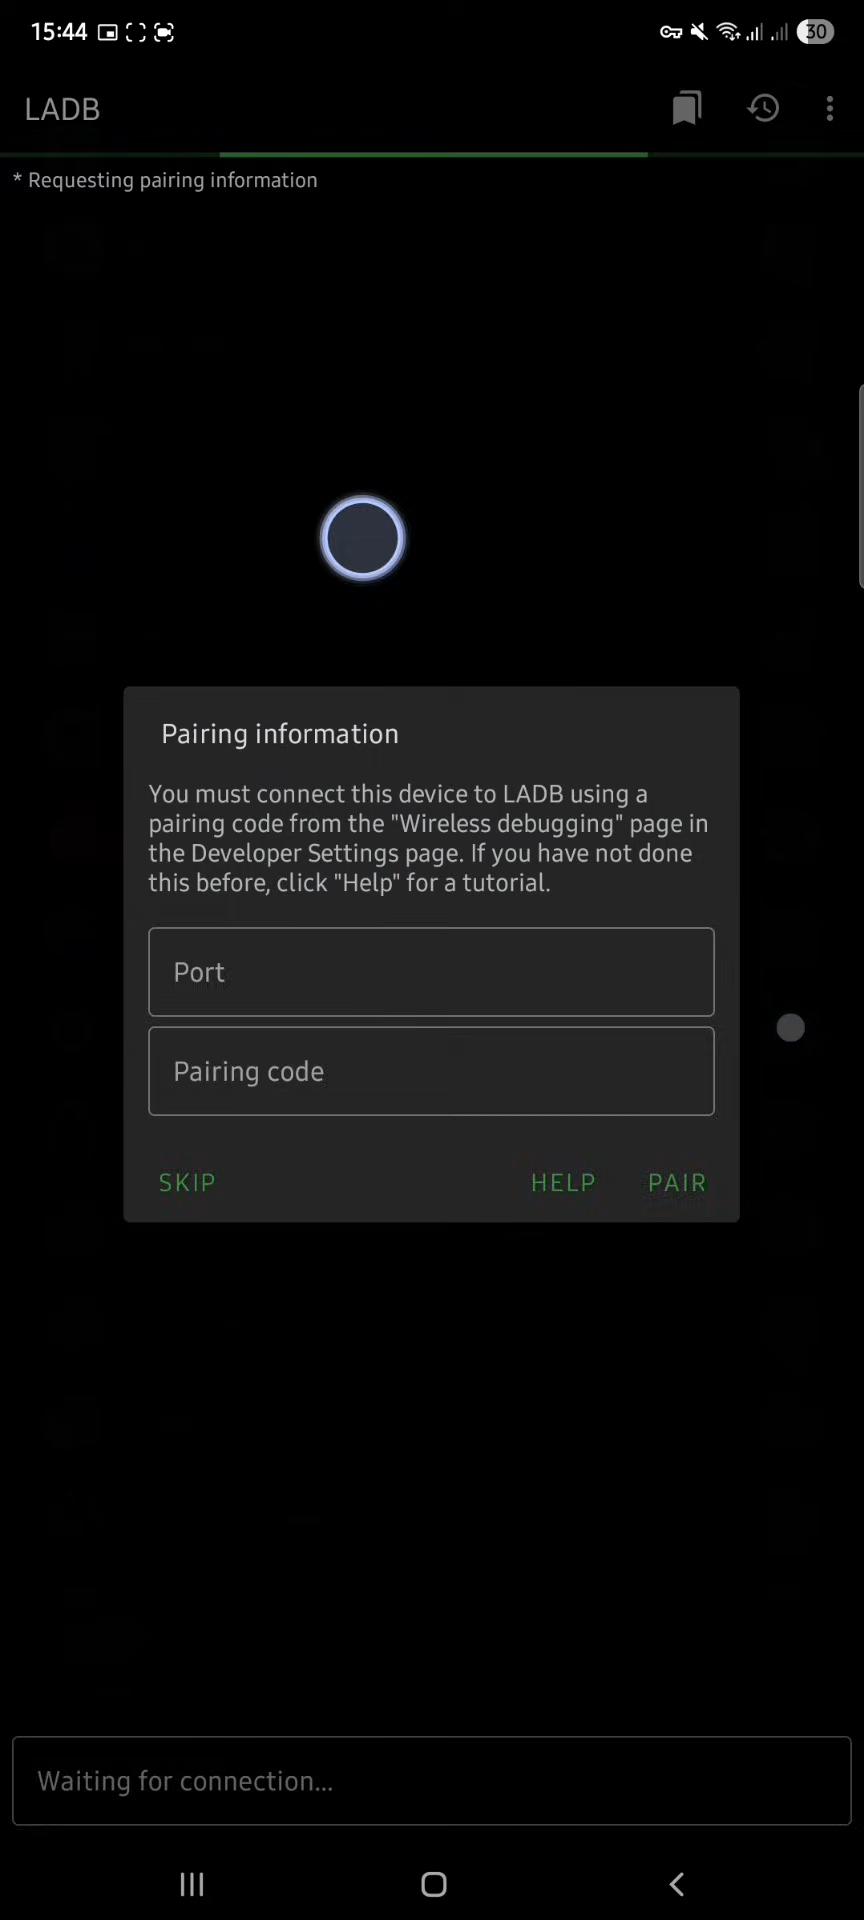 15:44
30
LADB
* Requesting pairing information
Pairing information
You must connect this device to LADB using a
pairing code from the "Wireless debugging" page in
the Developer Settings page. If you have not done
this before, click "Help" for a tutorial.
Port
Pairing code
SKIP HELP PAIR
Waiting for connection...